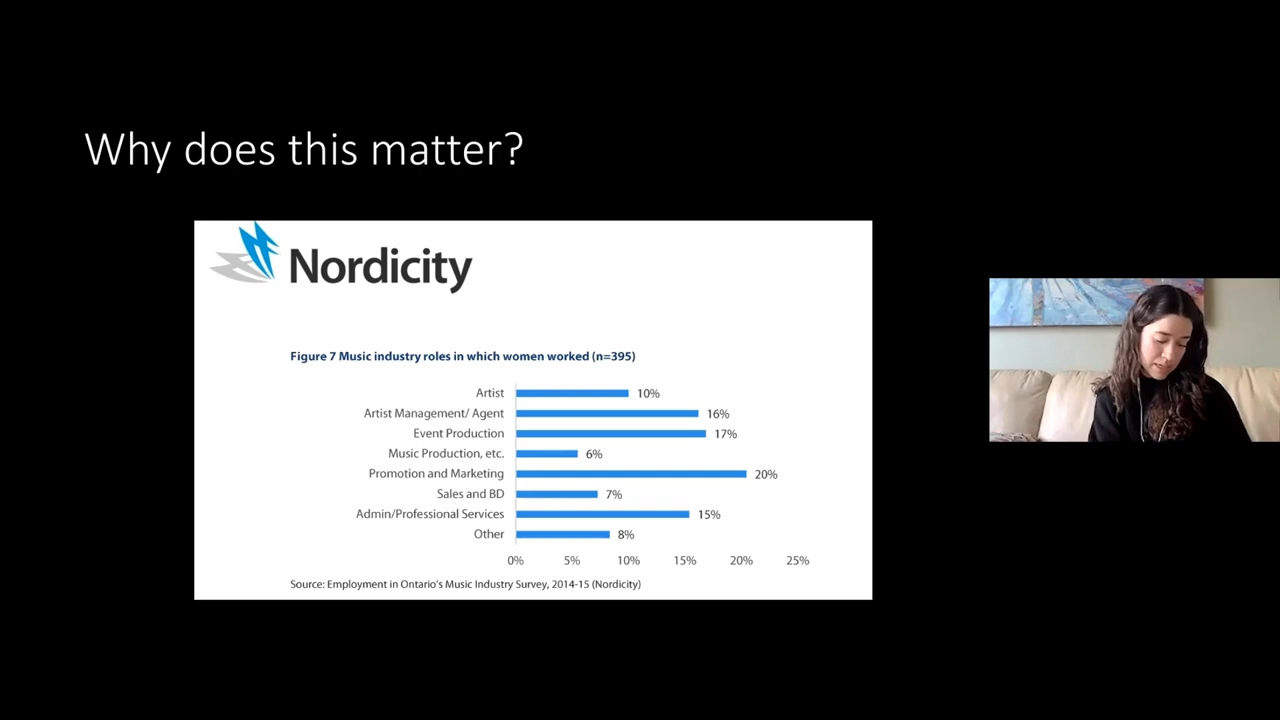 Why does this matter?
Nordicity
Figure 7 Music industry roles in which women worked (n=395)
Artist 10%
Artist Management/ Agent 16%
Event Production 17%
Music Production, etc. 6%
Promotion and Marketing 20%
Sales and BD 7%
Admin/Professional Services 15%
Other 8%
0% 5% 10% 15% 20% 25%
Source: Employment in Ontario's Music Industry Survey, 2014-15 (Nordicity)